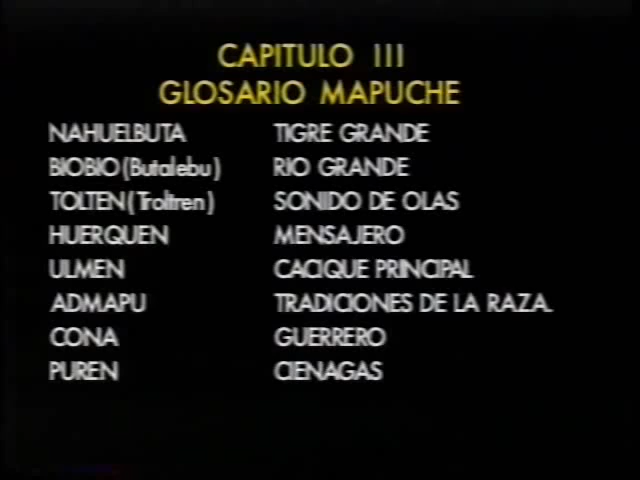 CAPITULO III
GLOSARIO MAPUCHE
NAHUELBUTA TIGRE GRANDE
BIOBIO (Butalebu) RIO GRANDE
TOLTEN (Troltren) SONIDO DE OLAS
HUERQUEN MENSAJERO
ULMEN CACIQUE PRINCIPAL
ADMAPU TRADICIONES DE LA RAZA.
CONA GUERRERO
PUREN CIENAGAS